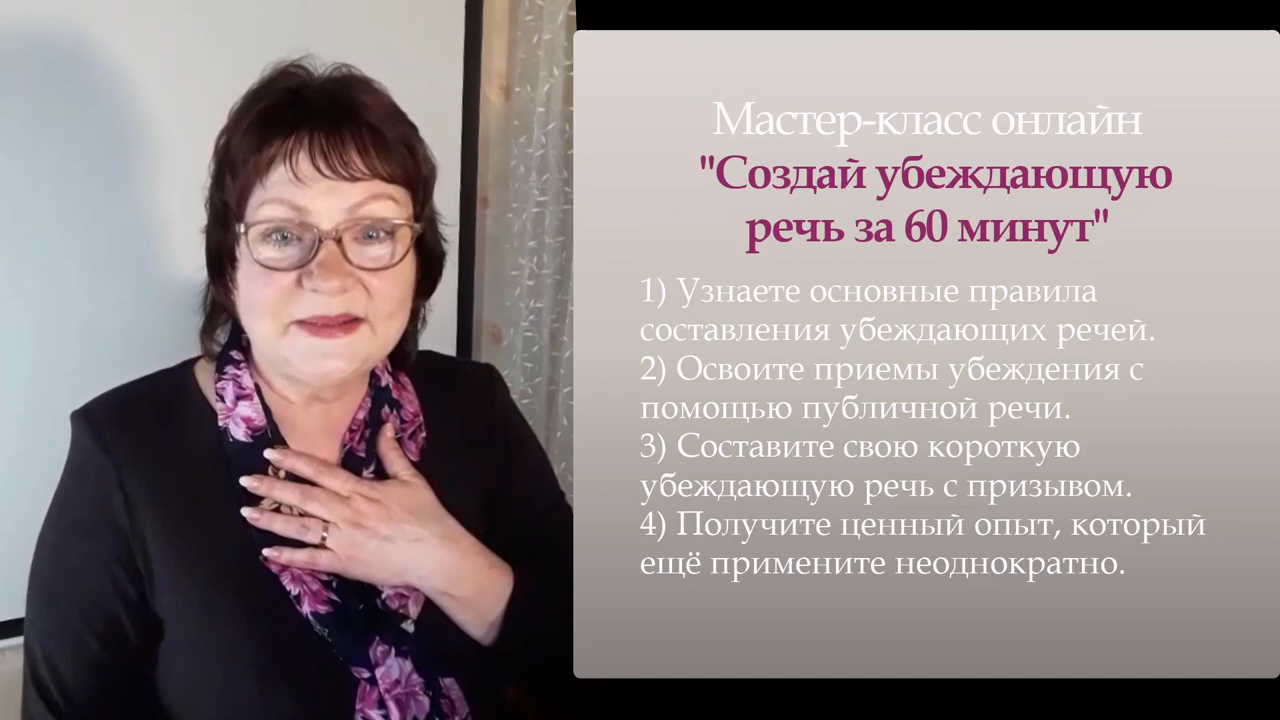 Мастер-класс онлайн
"Создай убеждающую
речь за 60 минут"
1) Узнаете основные правила
составления убеждающих речей.
2) Освоите приемы убеждения с
помощью публичной речи.
3) Составите свою короткую
убеждающую речь с призывом.
4) Получите ценный опыт, который
ещё примените неоднократно.